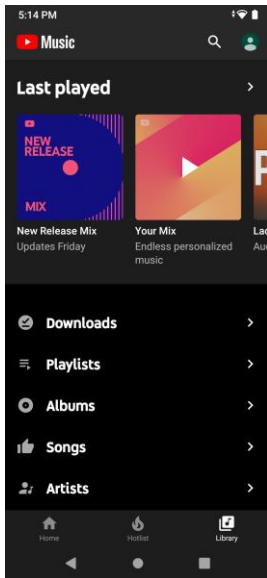 5:14 PM
Music
Last played
NEW
RELEASE
MIX
New Release Mix
Updates Friday
Your Mix
Endless personalized
music
Downloads
Playlists
Albums
Songs
Artists
Home
Hotlist
Library